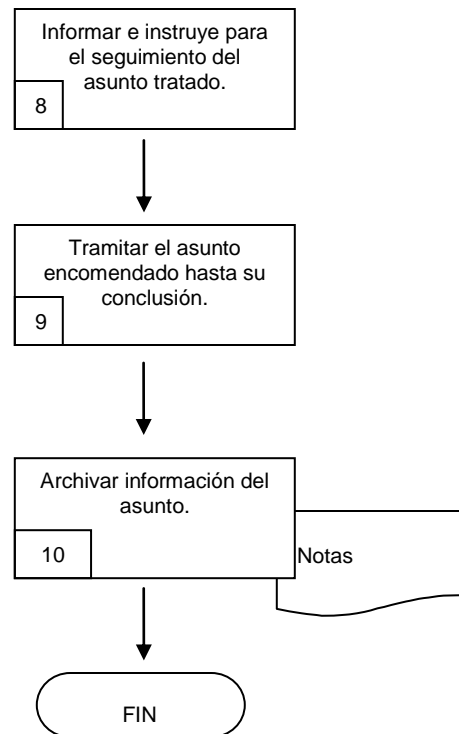 Informar e instruye para
el seguimiento del
asunto tratado.
8
Tramitar el asunto
encomendado hasta su
conclusión.
9
Archivar información del
asunto.
10
Notas
FIN